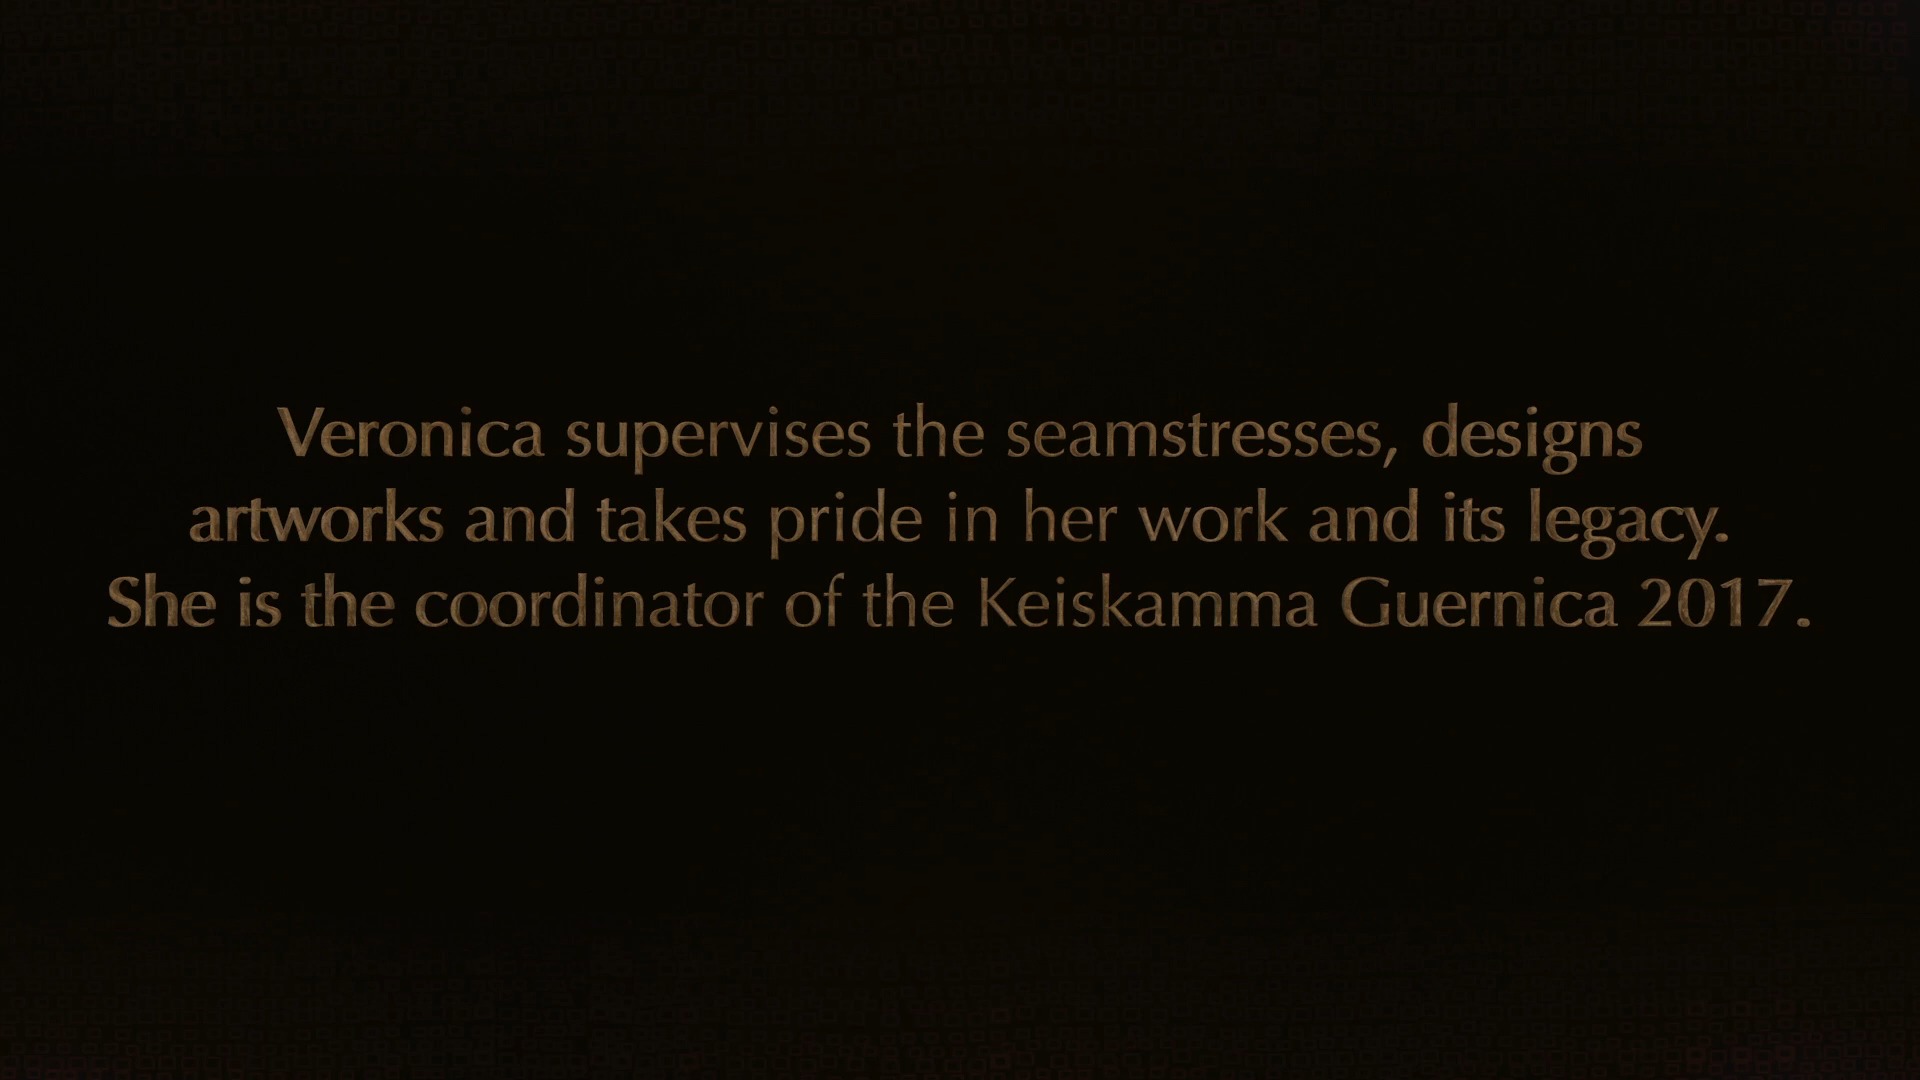 Veronica supervises the seamstresses, designs
artworks and takes pride in her work and its legacy.
She is the coordinator of the Keiskamma Guernica 2017.